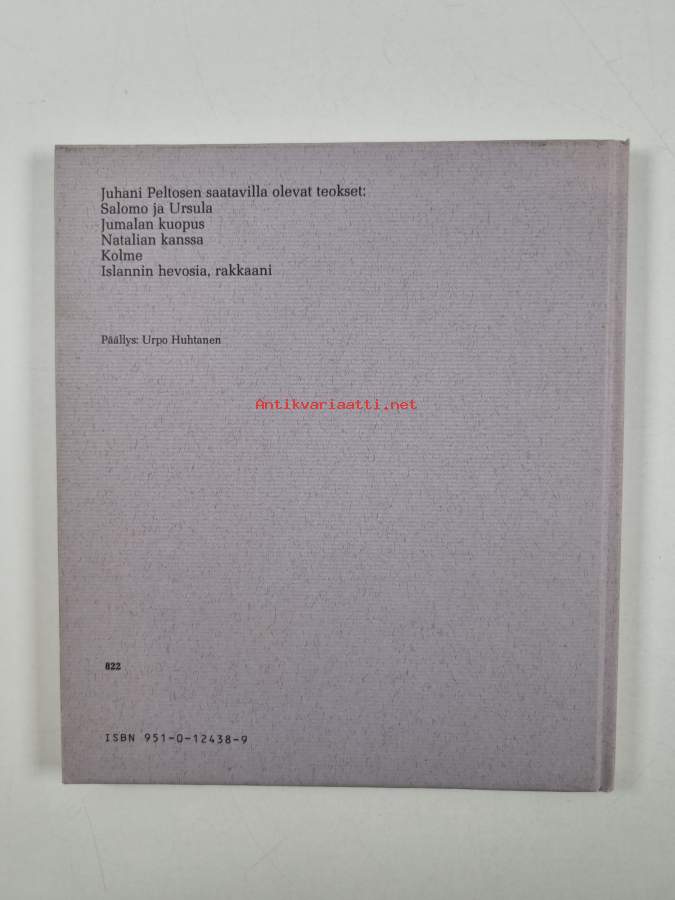 Juhani Peltosen saatavilla olevat teokset:
Salomo ja Ursula
Jumalan kuopus
Natalian kanssa
Kolme
Islannin hevosia, rakkaani
Päällys: Urpo Huhtanen
Antikvariaatti.net
822
ISBN 951-0-12438-9